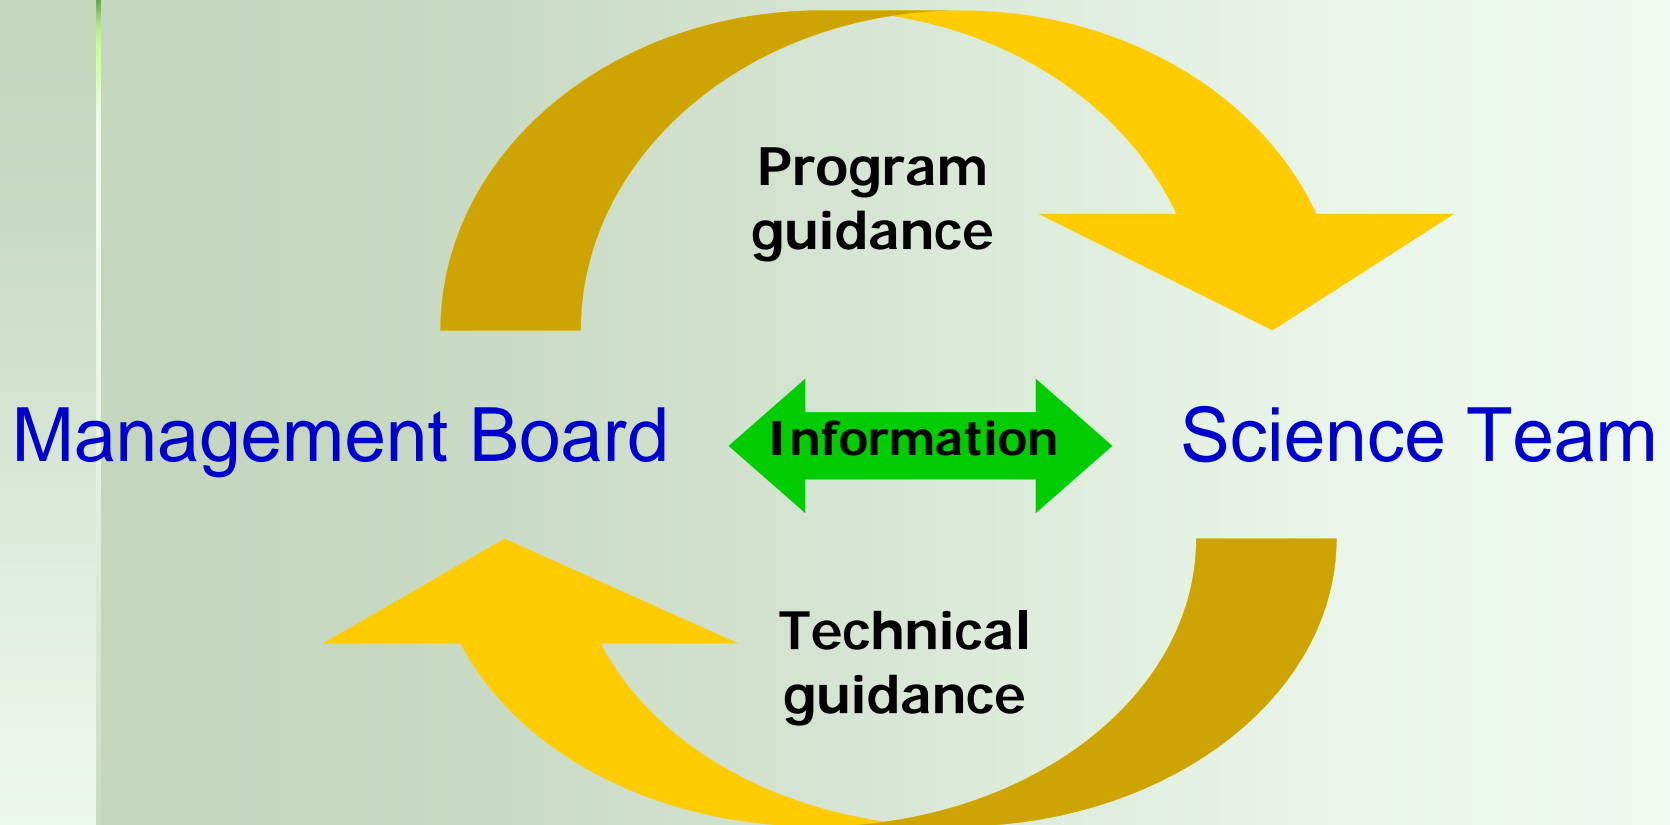 Program
guidance
Management Board
Information
Science Team
Technical
guidance